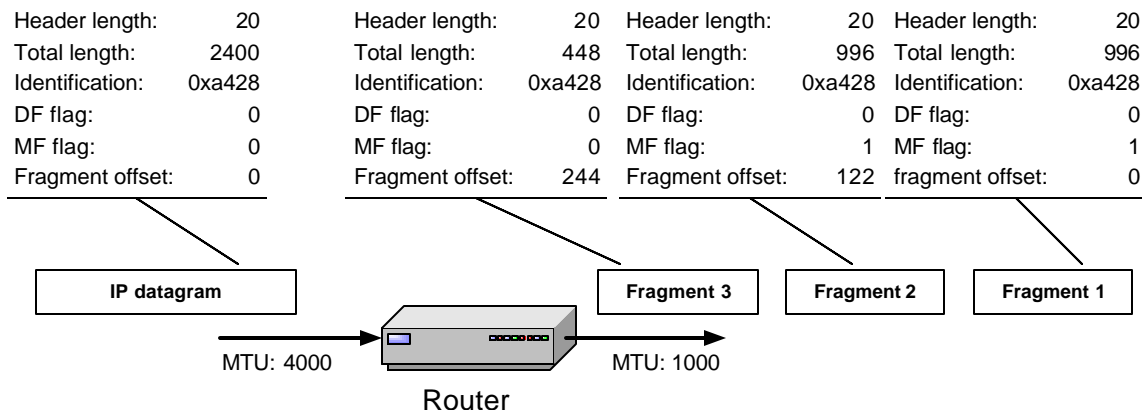 Header length: 20 Header length: 20 Header length: 20 Header length: 20
Total length: 2400 Total length: 448 Total length: 996 Total length: 996
Identification: 0xa428 Identification: 0xa428 Identification: 0xa428 Identification: 0xa428
DF flag: 0 DF flag: 0 DF flag: 0 DF flag: 0
MF flag: 0 MF flag: 0 MF flag: 1 MF flag: 1
Fragment offset: 0 Fragment offset: 244 Fragment offset: 122 fragment offset: 0
IP datagram Fragment 3 Fragment 2 Fragment 1
MTU: 4000 MTU: 1000
Router